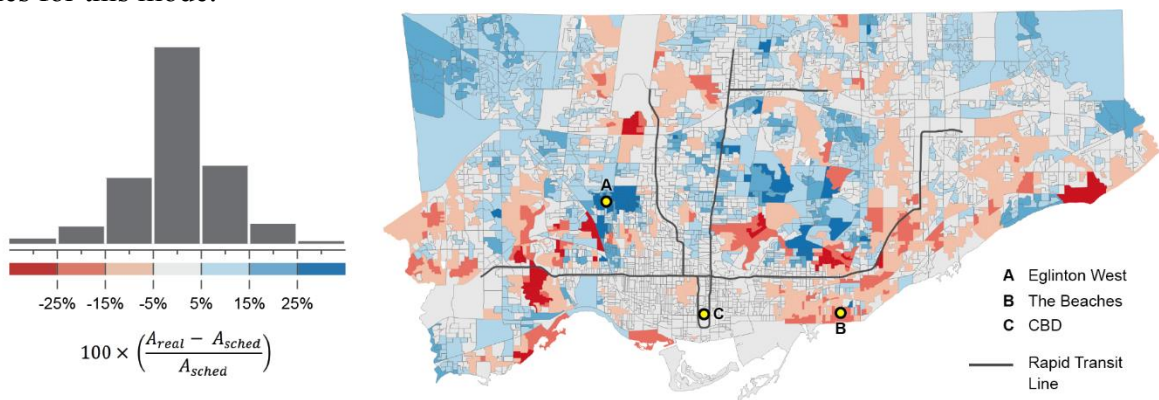 -25% -15% -5% 5% 15% 25%
100 × (A_real − A_sched / A_sched)
A
B
C
A Eglinton West
B The Beaches
C CBD
Rapid Transit
Line